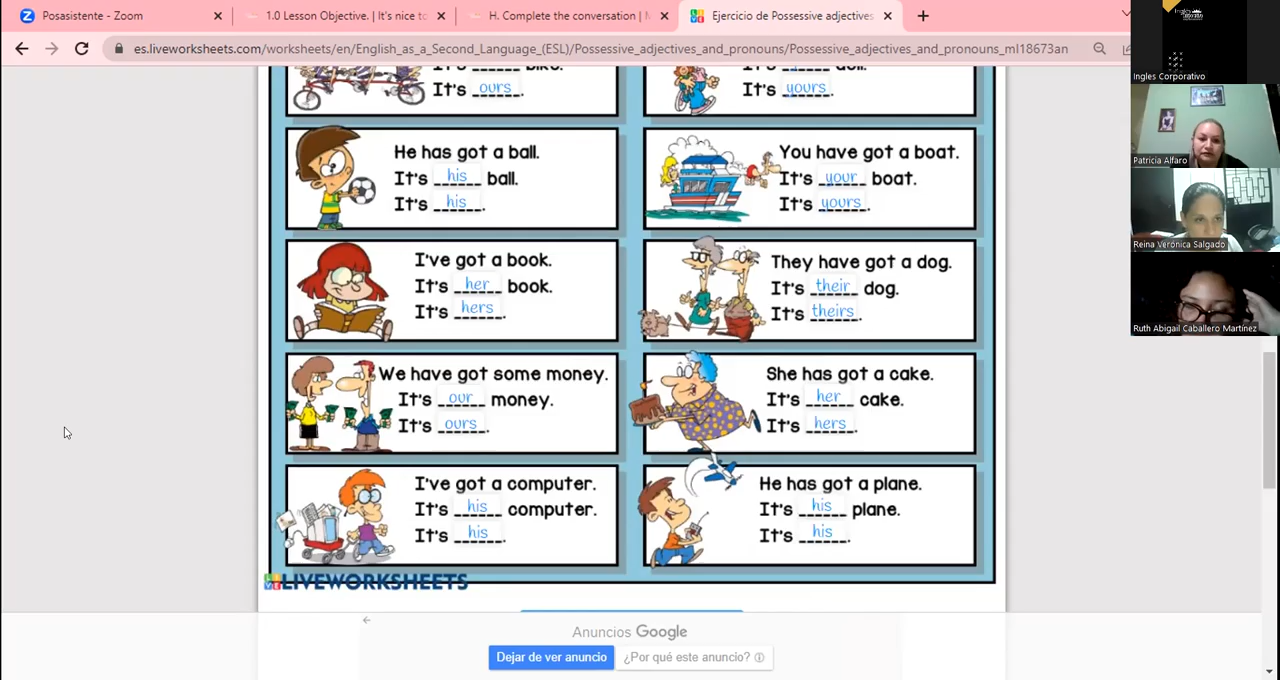 Posasistente - Zoom
1.0 Lesson Objective. | It's nice to
H. Complete the conversation |
Ejercicio de Possessive adjectives
es.liveworksheets.com/worksheets/en/English_as_a_Second_Language_(ESL)/Possessive_adjectives_and_pronouns/Possessive_adjectives_and_pronouns_ml18673an
It's ______ bike.
It's ours.
It's ______ doll.
It's yours.
He has got a ball.
It's his ball.
It's his.
You have got a boat.
It's your boat.
It's yours.
I've got a book.
It's her book.
It's hers.
They have got a dog.
It's their dog.
It's theirs.
We have got some money.
It's our money.
It's ours.
She has got a cake.
It's her cake.
It's hers.
I've got a computer.
It's his computer.
It's his.
He has got a plane.
It's his plane.
It's his.
LIVEWORKSHEETS
Anuncios Google
Dejar de ver anuncio
¿Por qué este anuncio?
Ingles Corporativo
Patricia Alfaro
Reina Verónica Salgado
Ruth Abigail Caballero Martínez